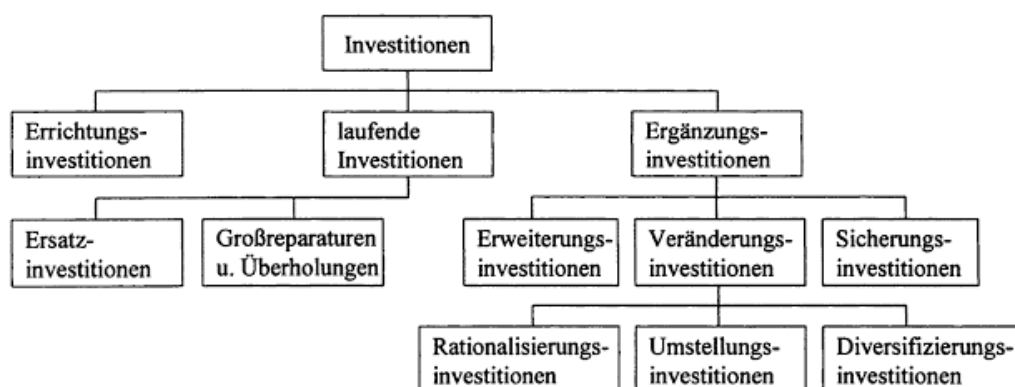 Investitionen
Errichtungs-
investitionen
laufende
Investitionen
Ergänzungs-
investitionen
Ersatz-
investitionen
Großreparaturen
u. Überholungen
Erweiterungs-
investitionen
Veränderungs-
investitionen
Sicherungs-
investitionen
Rationalisierungs-
investitionen
Umstellungs-
investitionen
Diversifizierungs-
investitionen